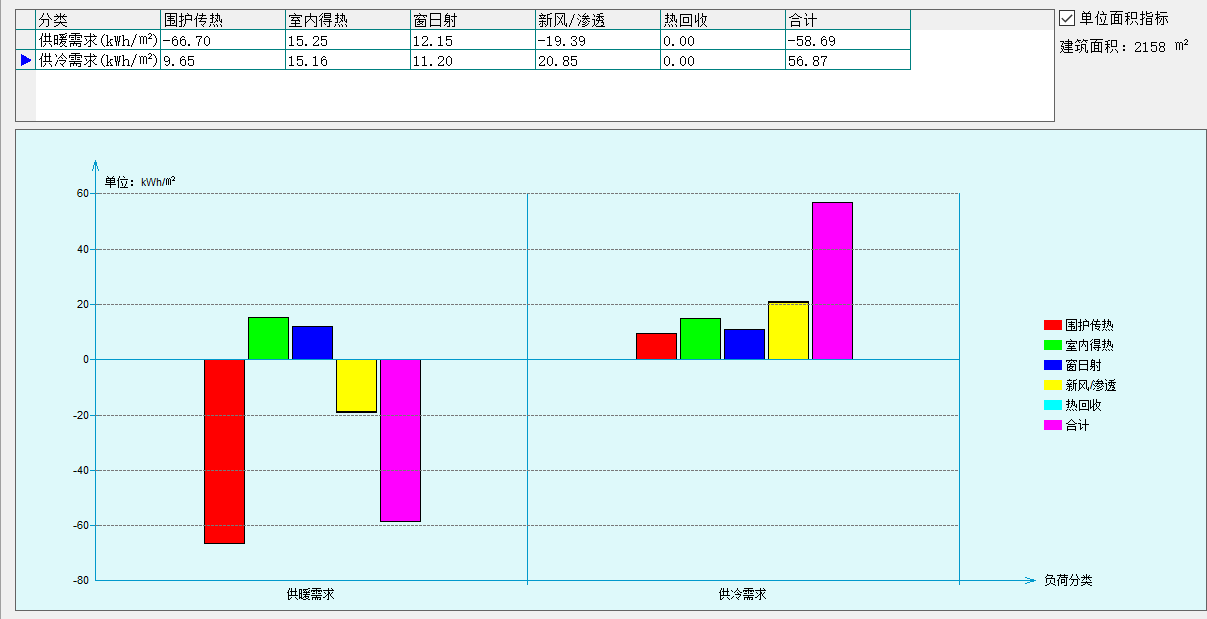 分类 围护传热 室内得热 窗日射 新风/渗透 热回收 合计
供暖需求(kWh/㎡) -66.70 15.25 12.15 -19.39 0.00 -58.69
供冷需求(kWh/㎡) 9.65 15.16 11.20 20.85 0.00 56.87
单位面积指标
建筑面积：2158 ㎡
单位：kWh/㎡
60
40
20
0
-20
-40
-60
-80
供暖需求 供冷需求
负荷分类
围护传热
室内得热
窗日射
新风/渗透
热回收
合计